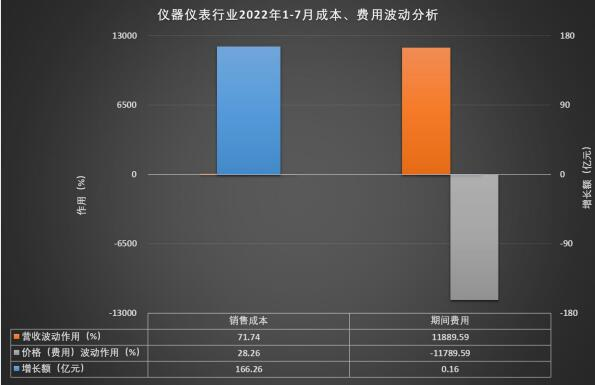 仪器仪表行业2022年1-7月成本、费用波动分析
13000 180
6500 90
0 0
-6500 -90
-13000 -180
作用（%）
增长额（亿元）
销售成本 期间费用
营收波动作用（%） 71.74 11889.59
价格（费用）波动作用（%） 28.26 -11789.59
增长额（亿元） 166.26 0.16